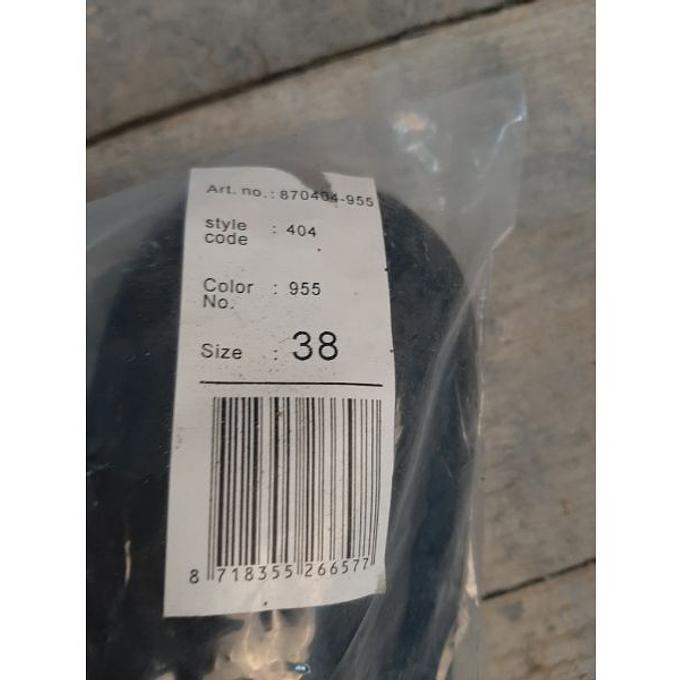 Art. no.: 870404-955
style : 404
code
Color : 955
No.
Size : 38
8 718355 266577